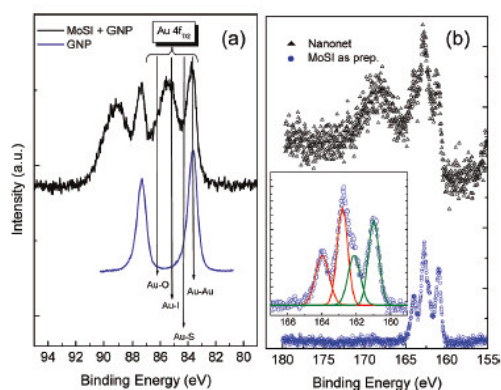 MoSI + GNP
GNP
Au 4f7/2
(a)
Au-O
Au-Au
Au-I
Au-S
94 92 90 88 86 84 82 80
Binding Energy (eV)
Intensity (a.u.)
(b)
Nanonet
MoSI as prep.
166 164 162 160
180 175 170 165 160 155
Binding Energy (eV)